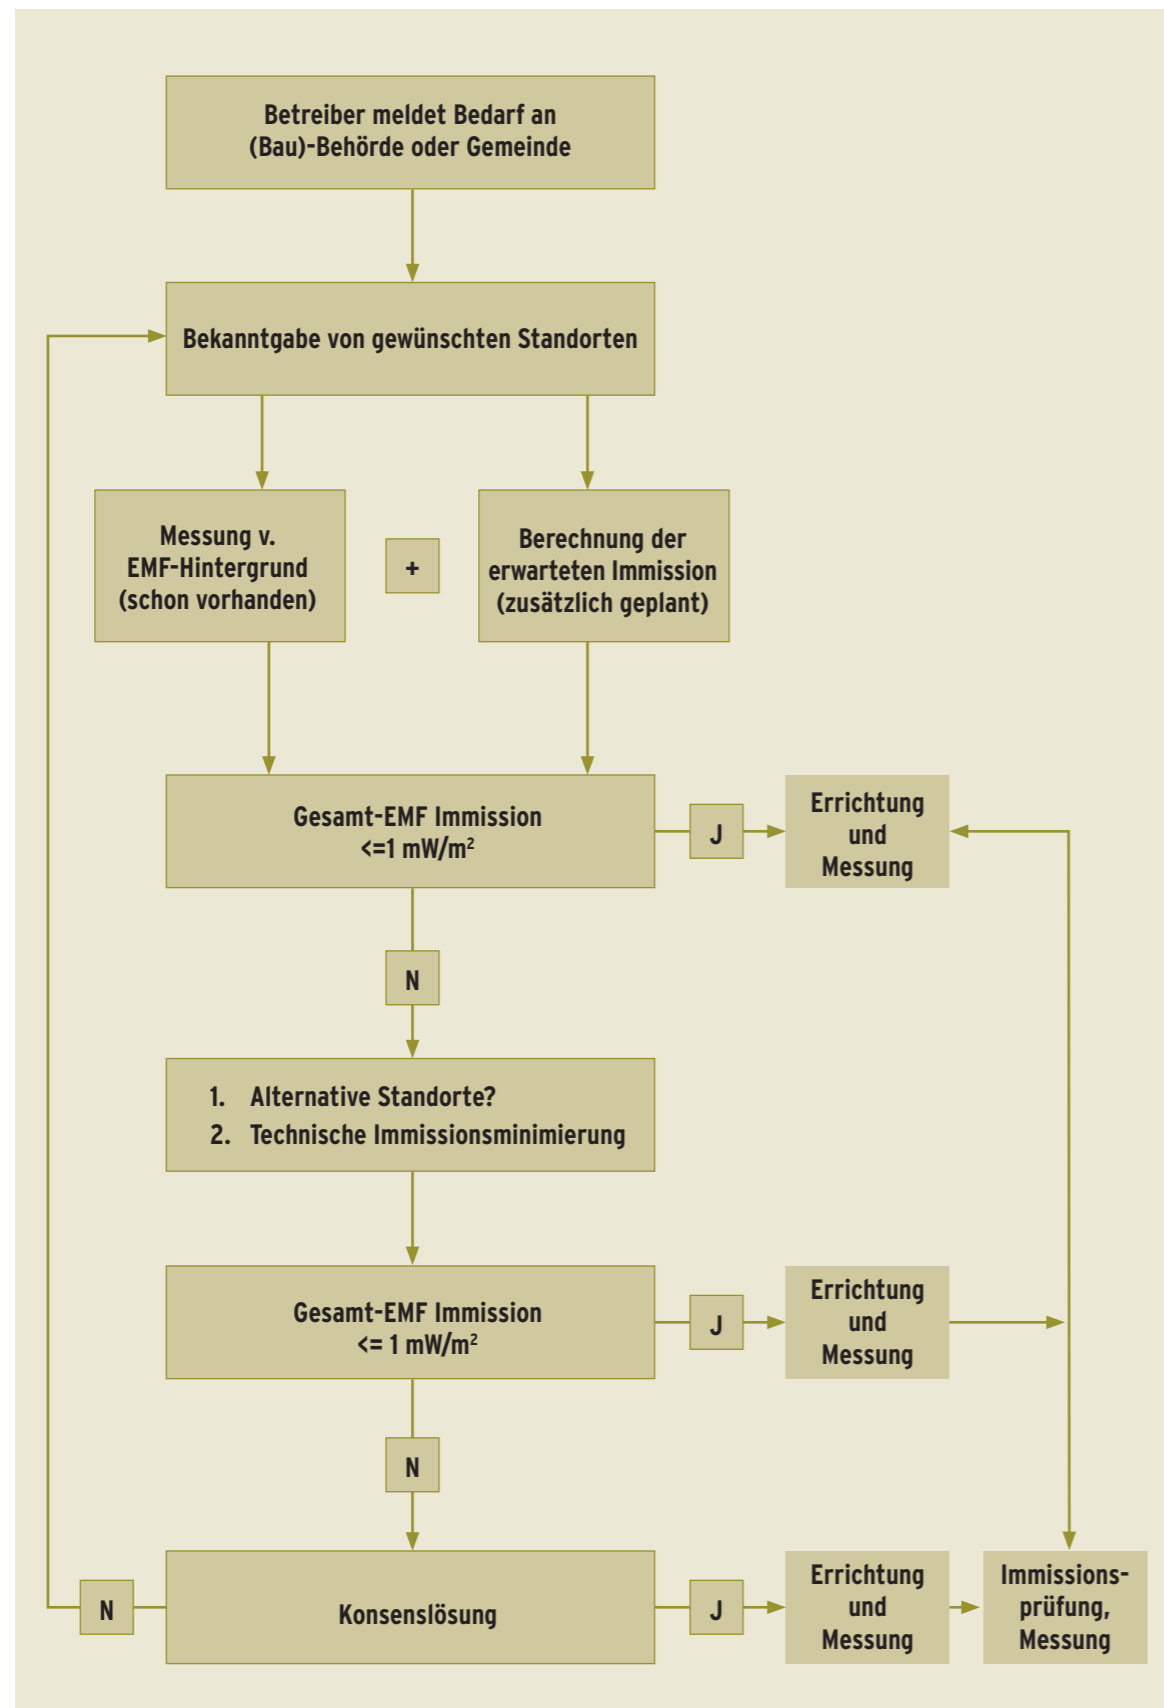 Betreiber meldet Bedarf an
(Bau)-Behörde oder Gemeinde
Bekanntgabe von gewünschten Standorten
Messung v.
EMF-Hintergrund
(schon vorhanden)
+
Berechnung der
erwarteten Immission
(zusätzlich geplant)
Gesamt-EMF Immission
<=1 mW/m²
J
Errichtung
und
Messung
N
1. Alternative Standorte?
2. Technische Immissionsminimierung
Gesamt-EMF Immission
<= 1 mW/m²
J
Errichtung
und
Messung
N
N
Konsenslösung
J
Errichtung
und
Messung
Immissions-
prüfung,
Messung